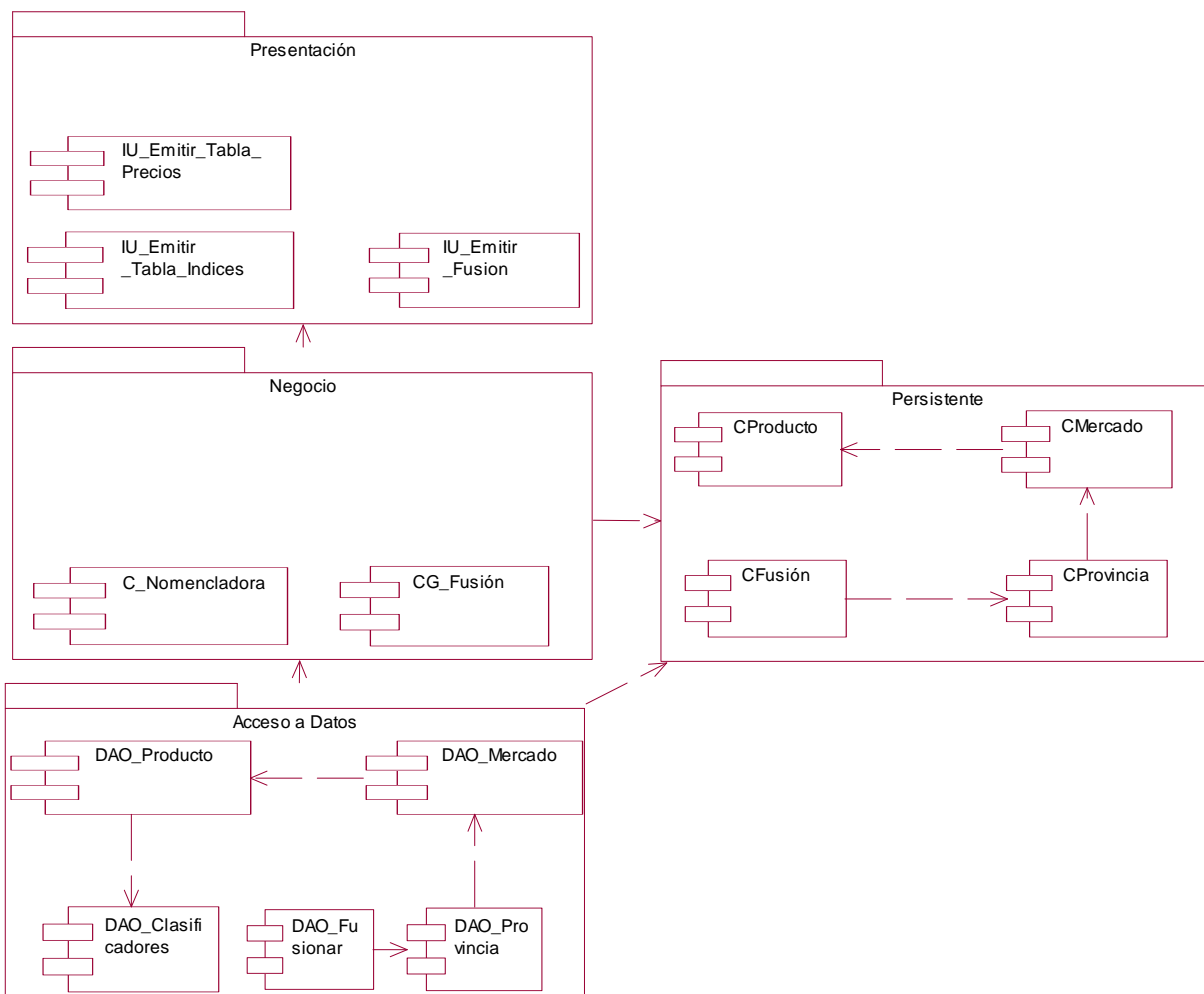 Presentación
IU_Emitir_Tabla_
Precios
IU_Emitir
_Tabla_Indices
IU_Emitir
_Fusion
Negocio
C_Nomencladora
CG_Fusión
Persistente
CProducto
CMercado
CFusión
CProvincia
Acceso a Datos
DAO_Producto
DAO_Mercado
DAO_Clasifi
cadores
DAO_Fu
sionar
DAO_Pro
vincia